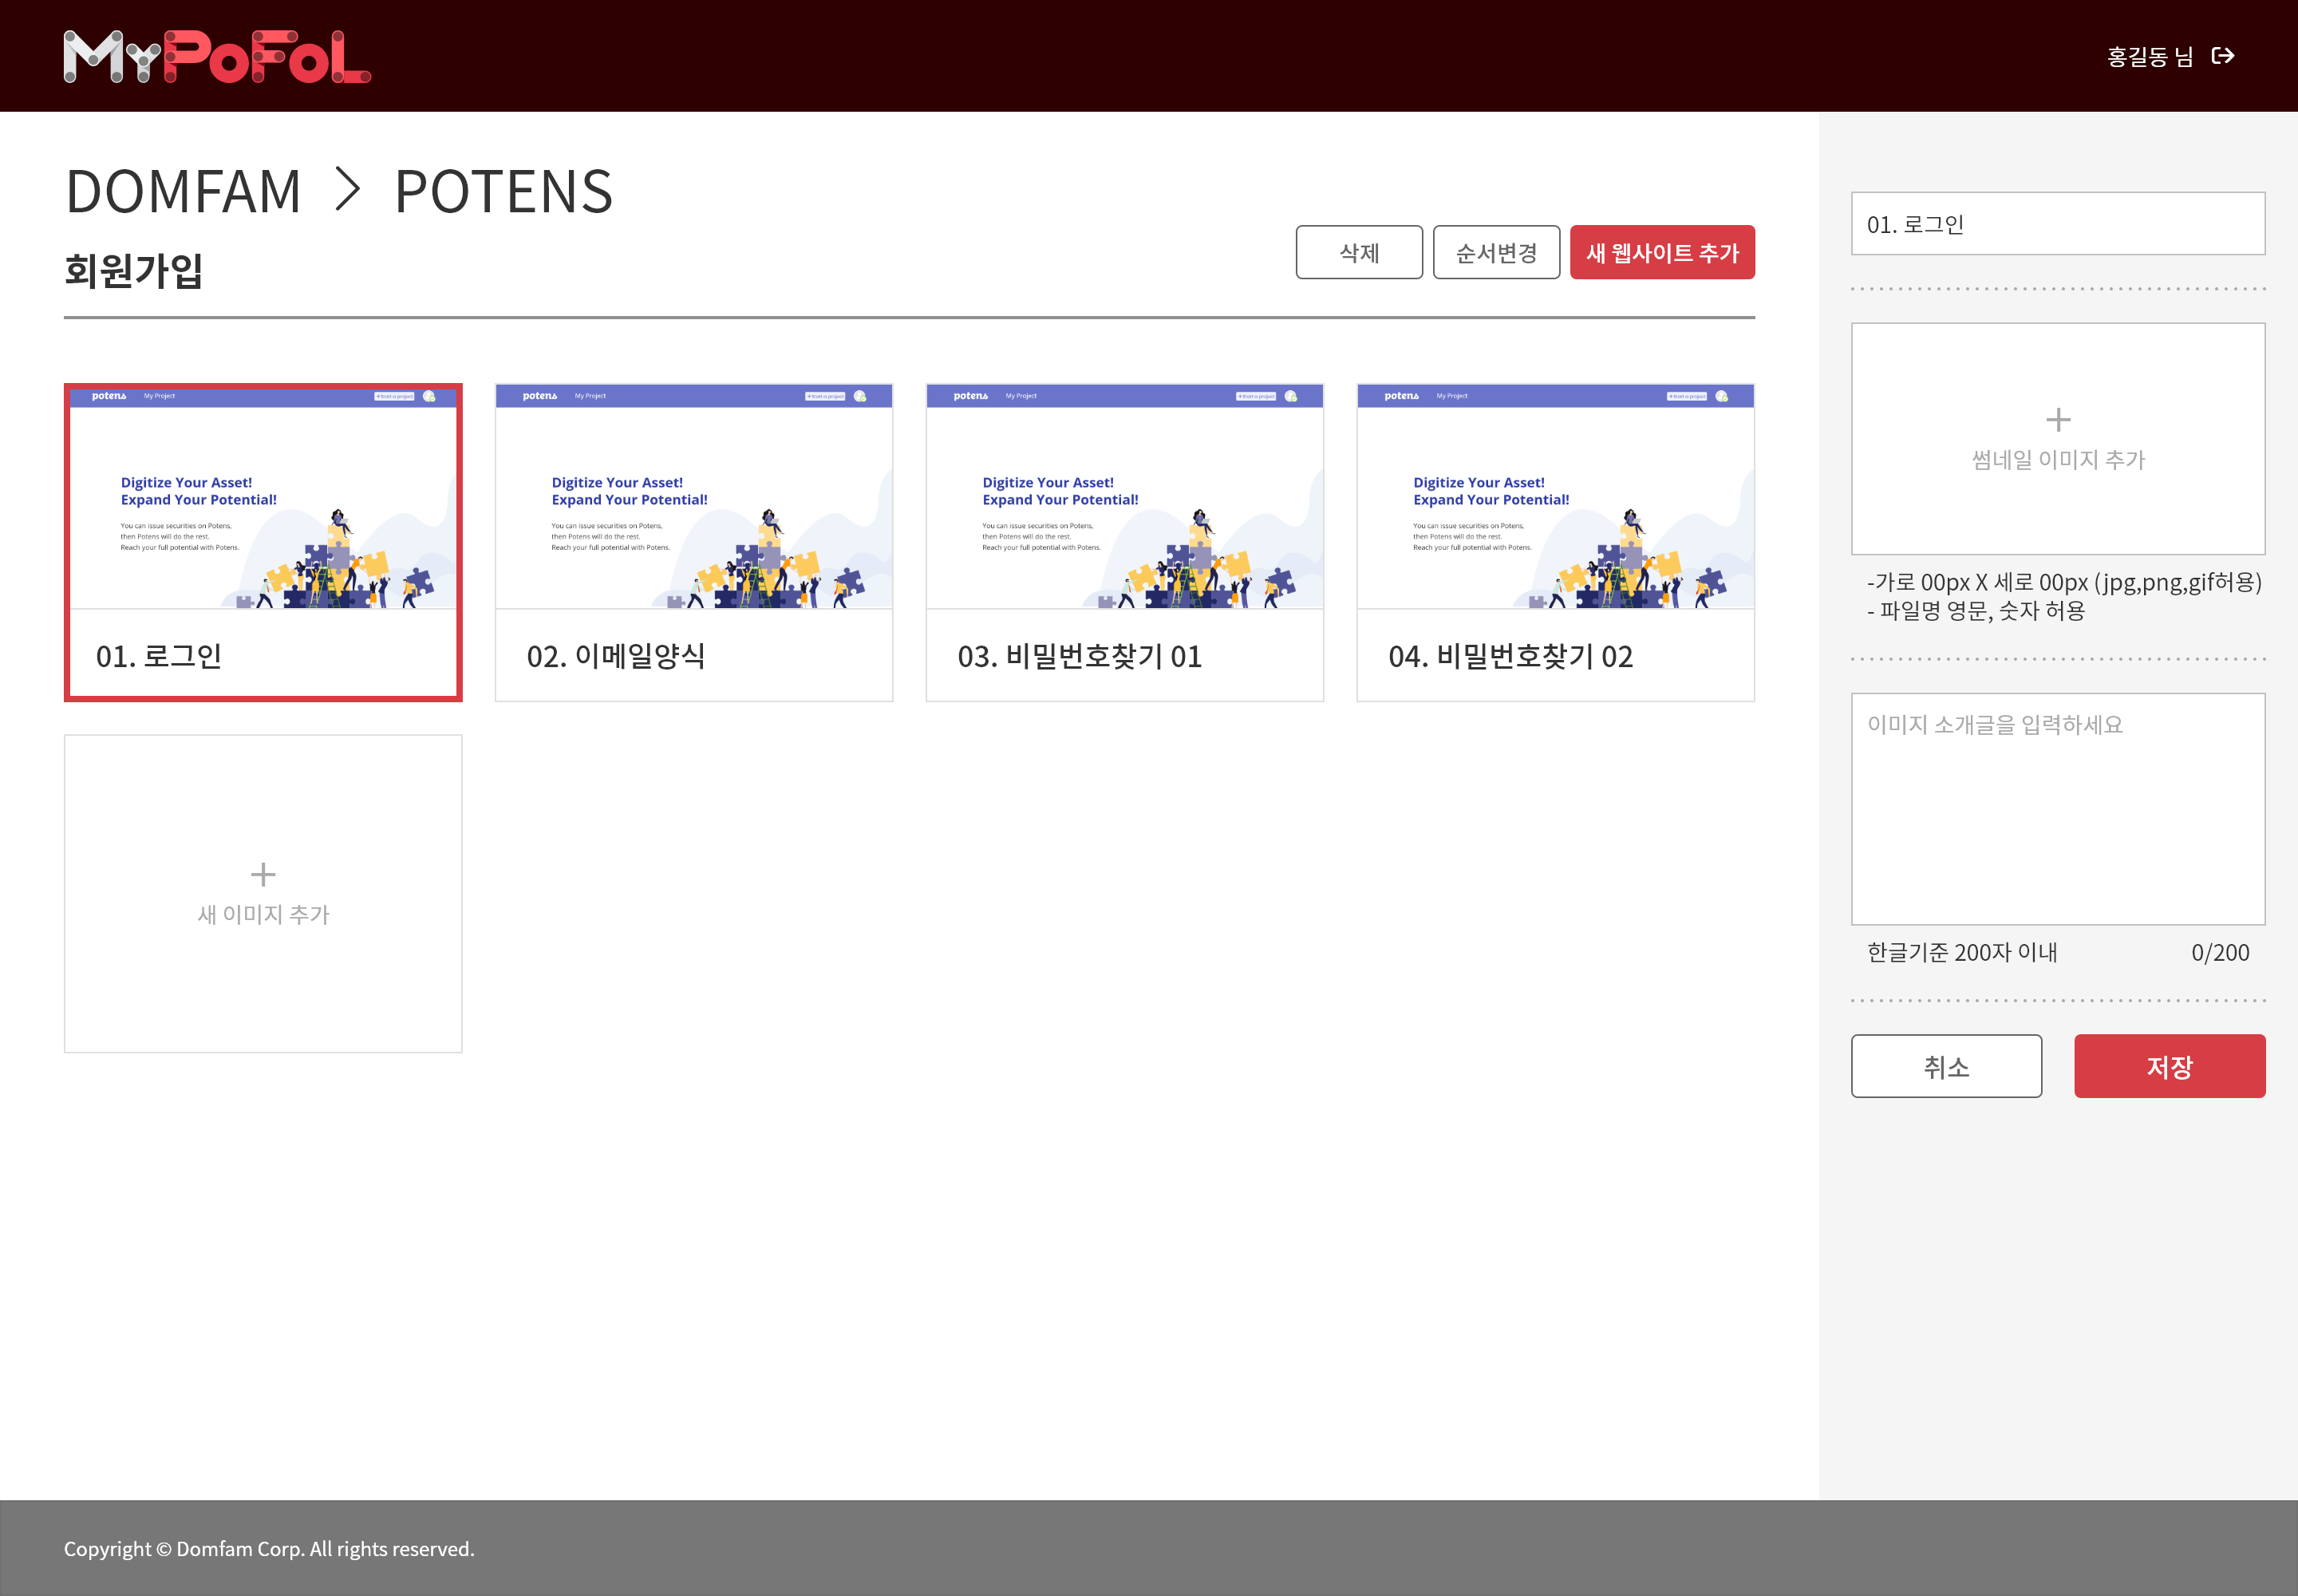 MyPoFoL
홍길동 님
DOMFAM > POTENS
회원가입
삭제
순서변경
새 웹사이트 추가
potens My Project +Start a project
Digitize Your Asset!
Expand Your Potential!
You can issue securities on Potens,
then Potens will do the rest.
Reach your full potential with Potens.
01. 로그인
potens My Project +Start a project
Digitize Your Asset!
Expand Your Potential!
You can issue securities on Potens,
then Potens will do the rest.
Reach your full potential with Potens.
02. 이메일양식
potens My Project +Start a project
Digitize Your Asset!
Expand Your Potential!
You can issue securities on Potens,
then Potens will do the rest.
Reach your full potential with Potens.
03. 비밀번호찾기 01
potens My Project +Start a project
Digitize Your Asset!
Expand Your Potential!
You can issue securities on Potens,
then Potens will do the rest.
Reach your full potential with Potens.
04. 비밀번호찾기 02
새 이미지 추가
01. 로그인
썸네일 이미지 추가
-가로 00px X 세로 00px (jpg,png,gif허용)
- 파일명 영문, 숫자 허용
이미지 소개글을 입력하세요
한글기준 200자 이내 0/200
취소
저장
Copyright © Domfam Corp. All rights reserved.